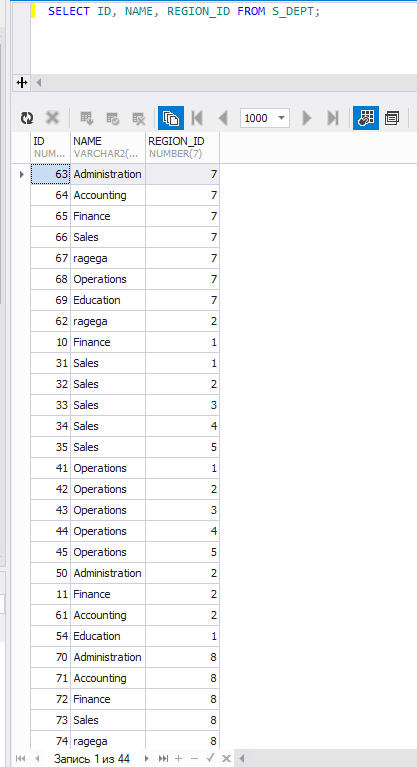 SELECT ID, NAME, REGION_ID FROM S_DEPT;
1000
ID NAME REGION_ID
NUM... VARCHAR2(... NUMBER(7)
63 Administration 7
64 Accounting 7
65 Finance 7
66 Sales 7
67 ragega 7
68 Operations 7
69 Education 7
62 ragega 2
10 Finance 1
31 Sales 1
32 Sales 2
33 Sales 3
34 Sales 4
35 Sales 5
41 Operations 1
42 Operations 2
43 Operations 3
44 Operations 4
45 Operations 5
50 Administration 2
11 Finance 2
61 Accounting 2
54 Education 1
70 Administration 8
71 Accounting 8
72 Finance 8
73 Sales 8
74 ragega 8
Запись 1 из 44